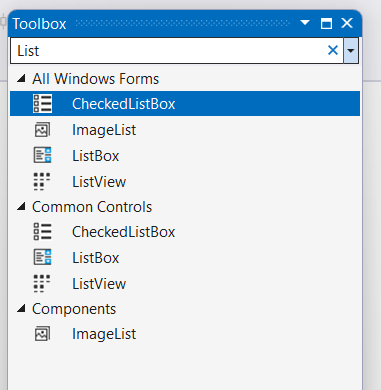 Toolbox
List
All Windows Forms
CheckedListBox
ImageList
ListBox
ListView
Common Controls
CheckedListBox
ListBox
ListView
Components
ImageList